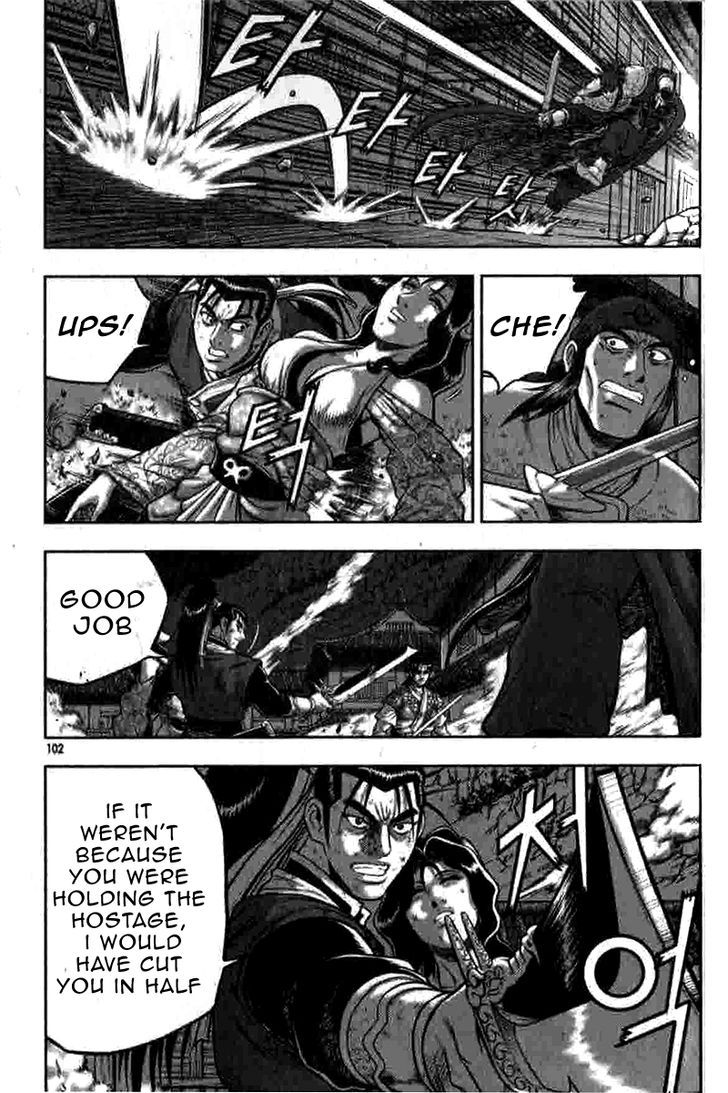 타
타
타
탓
UPS!
CHE!
턱
GOOD
JOB
102
IF IT
WEREN'T
BECAUSE
YOU WERE
HOLDING THE
HOSTAGE,
I WOULD
HAVE CUT
YOU IN HALF
척